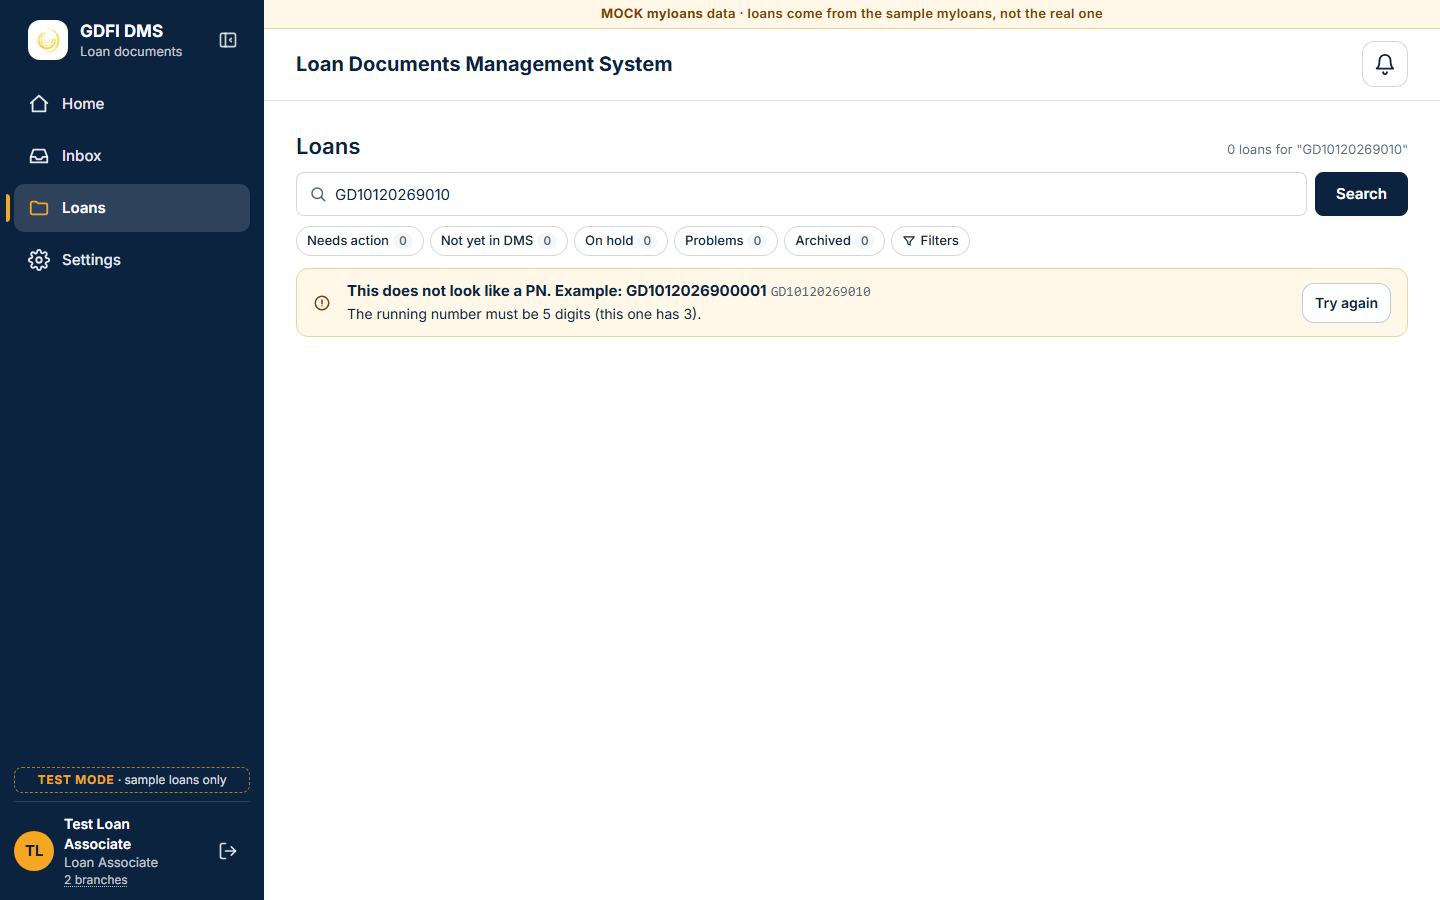 GDFI DMS
Loan documents
Home
Inbox
Loans
Settings
TEST MODE · sample loans only
TL
Test Loan
Associate
Loan Associate
2 branches
MOCK myloans data · loans come from the sample myloans, not the real one
Loan Documents Management System
Loans
0 loans for "GD10120269010"
GD10120269010
Search
Needs action 0
Not yet in DMS 0
On hold 0
Problems 0
Archived 0
Filters
This does not look like a PN. Example: GD1012026900001 GD10120269010
The running number must be 5 digits (this one has 3).
Try again